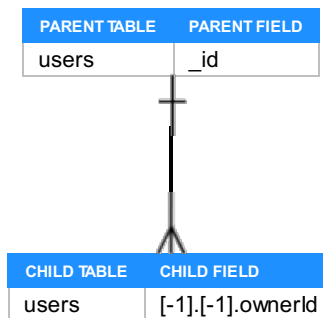 PARENT TABLE PARENT FIELD
users _id
CHILD TABLE CHILD FIELD
users [-1].[-1].ownerId